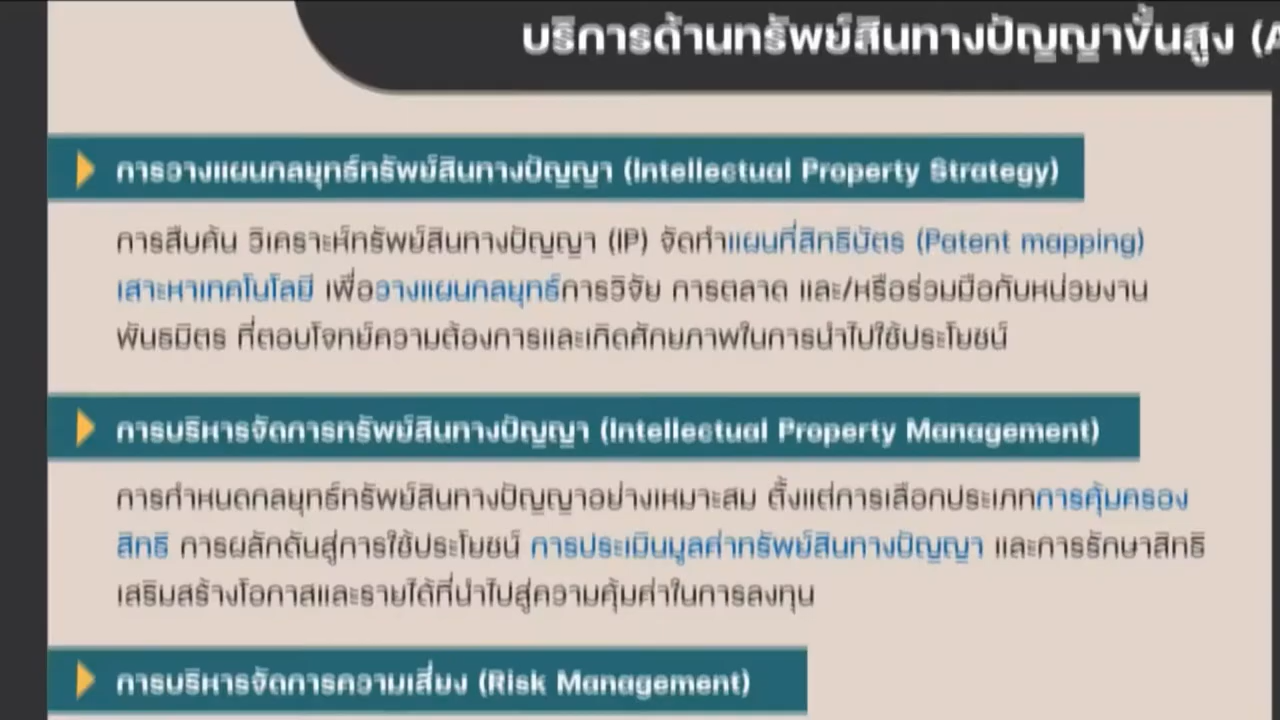 บริการด้านทรัพย์สินทางปัญญาขั้นสูง (A
การวางแผนกลยุทธ์ทรัพย์สินทางปัญญา (Intellectual Property Strategy)
การสืบค้น วิเคราะห์ทรัพย์สินทางปัญญา (IP) จัดทำแผนที่สิทธิบัตร (Patent mapping)
เสาะหาเทคโนโลยี เพื่อวางแผนกลยุทธ์การวิจัย การตลาด และ/หรือร่วมมือกับหน่วยงาน
พันธมิตร ที่ตอบโจทย์ความต้องการและเกิดศักยภาพในการนำไปใช้ประโยชน์
การบริหารจัดการทรัพย์สินทางปัญญา (Intellectual Property Management)
การกำหนดกลยุทธ์ทรัพย์สินทางปัญญาอย่างเหมาะสม ตั้งแต่การเลือกประเภทการคุ้มครอง
สิทธิ การผลักดันสู่การใช้ประโยชน์ การประเมินมูลค่าทรัพย์สินทางปัญญา และการรักษาสิทธิ
เสริมสร้างโอกาสและรายได้ที่นำไปสู่ความคุ้มค่าในการลงทุน
การบริหารจัดการความเสี่ยง (Risk Management)